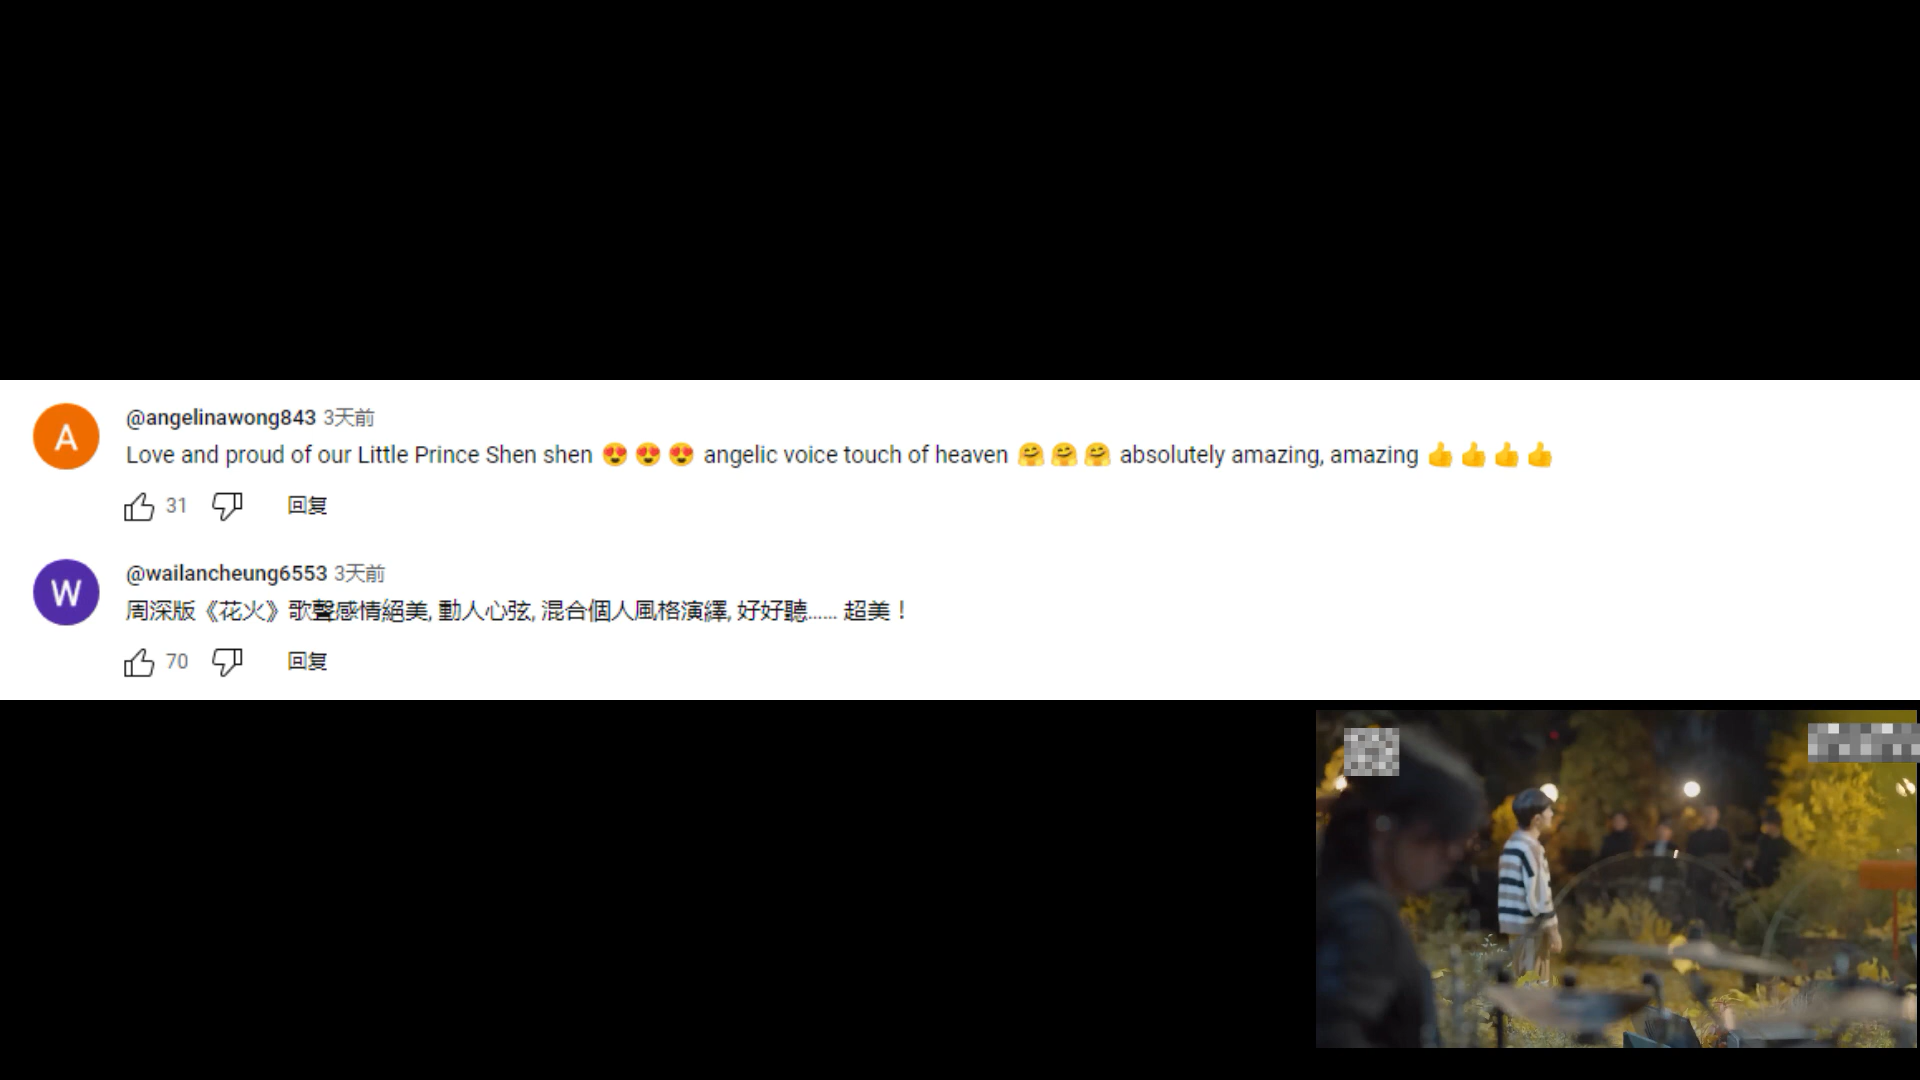 @angelinawong843 3天前
Love and proud of our Little Prince Shen shen 😍😍😍 angelic voice touch of heaven 🤗🤗🤗 absolutely amazing, amazing 👍👍👍👍
31 回复
@wailancheung6553 3天前
周深版《花火》歌聲感情絕美, 動人心弦, 混合個人風格演繹, 好好聽...... 超美！
70 回复
A
W